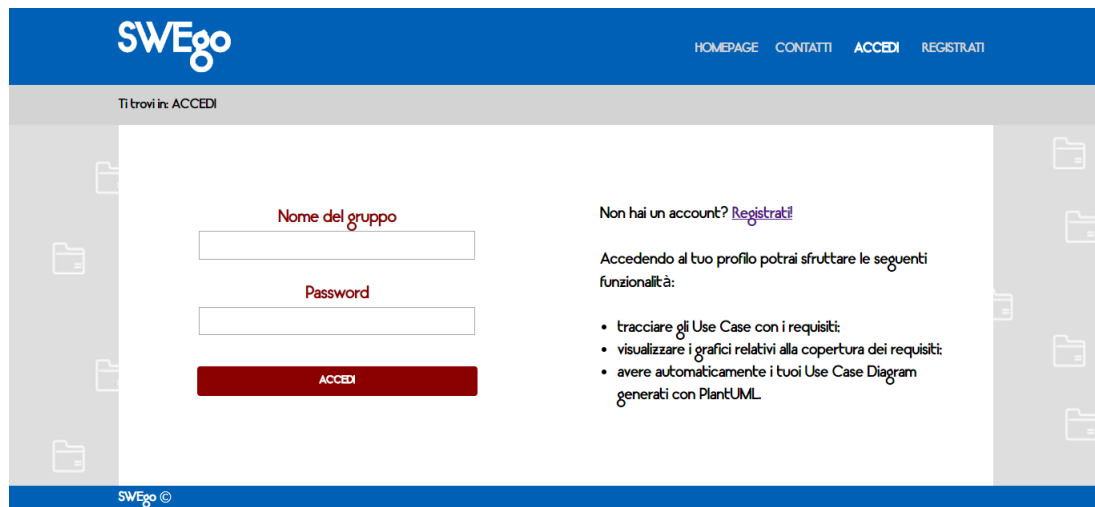 SWEgo
HOMEPAGE CONTATTI ACCEDI REGISTRATI
Ti trovi in: ACCEDI
Nome del gruppo
Password
ACCEDI
Non hai un account? Registrati!
Accedendo al tuo profilo potrai sfruttare le seguenti
funzionalità:
• tracciare gli Use Case con i requisiti;
• visualizzare i grafici relativi alla copertura dei requisiti;
• avere automaticamente i tuoi Use Case Diagram
generati con PlantUML.
SWEgo ©